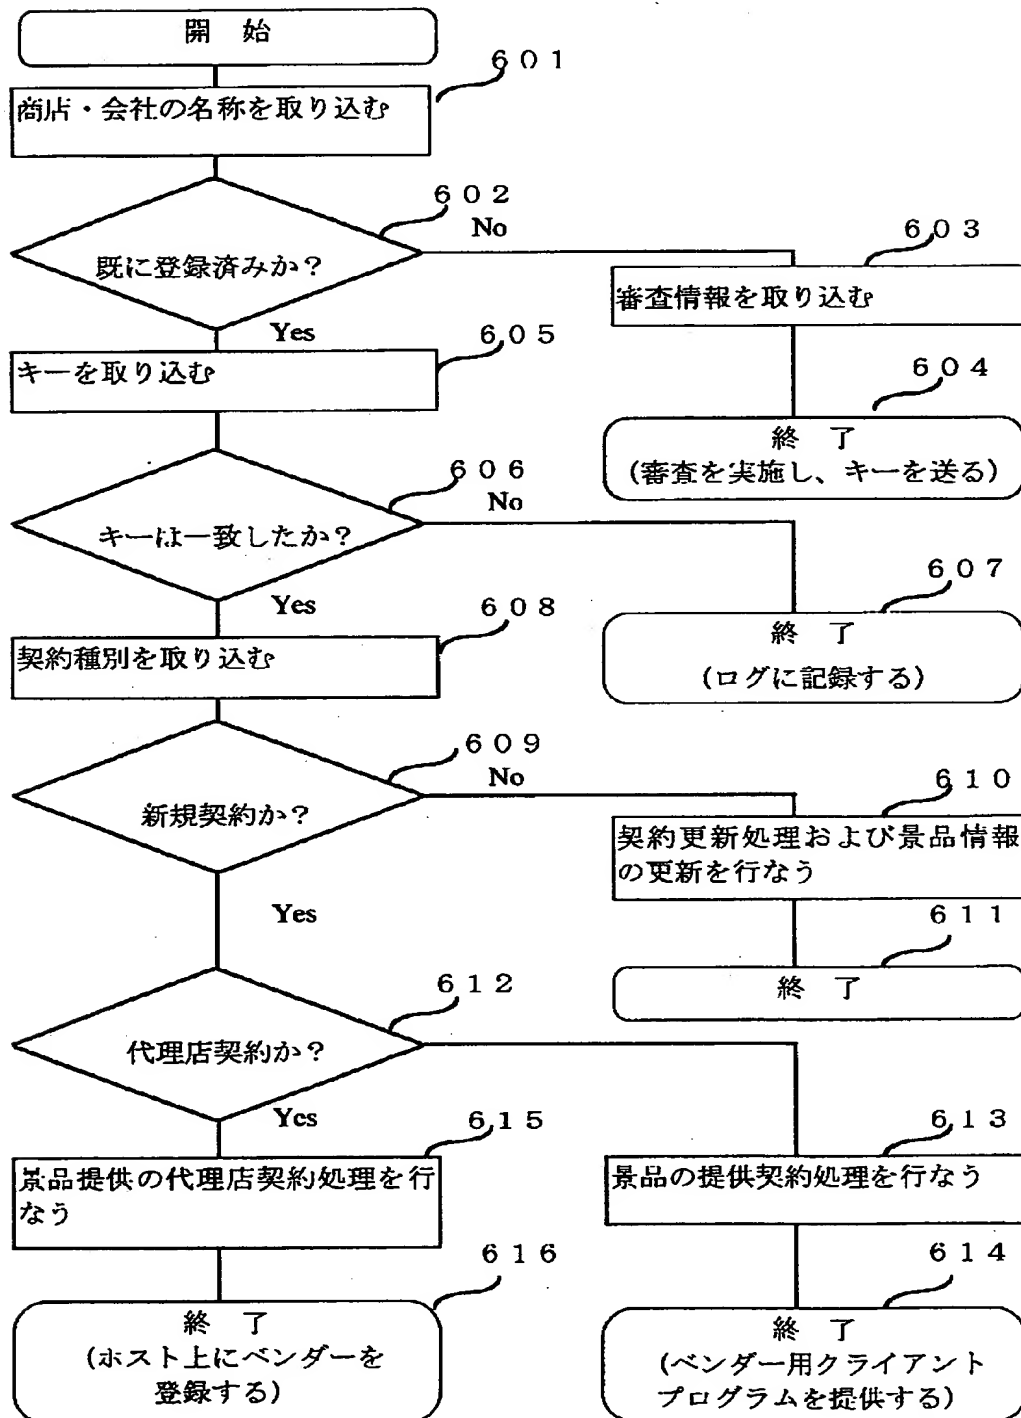 開 始
601
商店・会社の名称を取り込む
602
No
既に登録済みか？
603
審査情報を取り込む
Yes
605
キーを取り込む
604
終 了
(審査を実施し、キーを送る)
606
No
キーは一致したか？
607
終 了
(ログに記録する)
Yes
608
契約種別を取り込む
609
No
新規契約か？
610
契約更新処理および景品情報
の更新を行なう
Yes
611
終 了
612
代理店契約か？
Yes
615
景品提供の代理店契約処理を行
なう
613
景品の提供契約処理を行なう
616
終 了
(ホスト上にベンダーを
登録する)
614
終 了
(ベンダー用クライアント
プログラムを提供する)